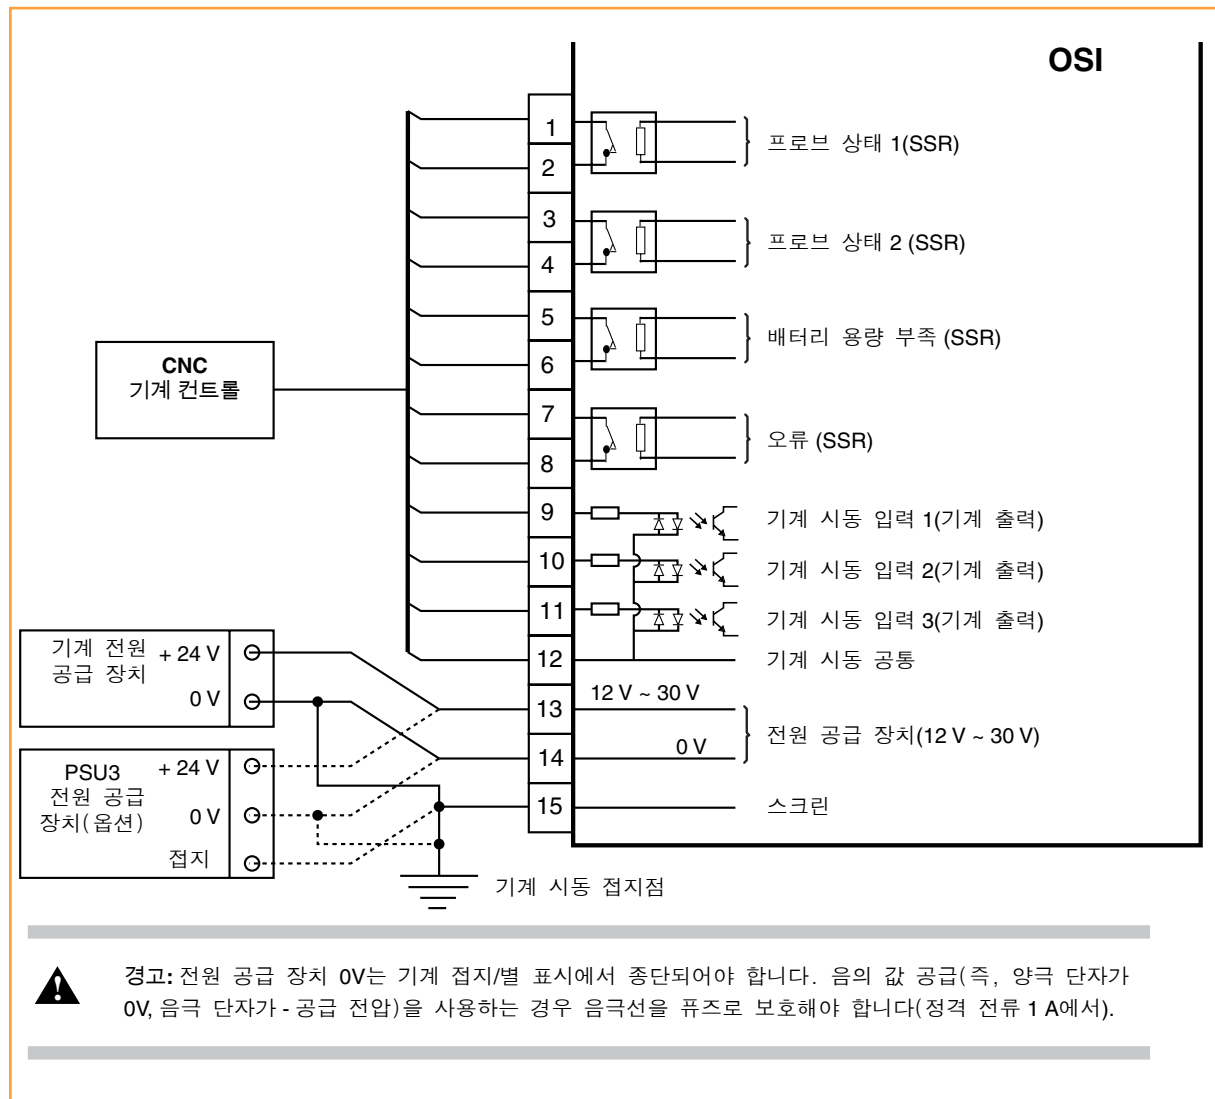 OSI
1
2
3
4
5
6
7
8
9
10
11
12
13
14
15
프로브 상태 1(SSR)
프로브 상태 2 (SSR)
배터리 용량 부족 (SSR)
오류 (SSR)
기계 시동 입력 1(기계 출력)
기계 시동 입력 2(기계 출력)
기계 시동 입력 3(기계 출력)
기계 시동 공통
12 V ~ 30 V
0 V
전원 공급 장치(12 V ~ 30 V)
스크린
CNC
기계 컨트롤
기계 전원
공급 장치
+ 24 V
0 V
PSU3
전원 공급
장치(옵션)
+ 24 V
0 V
접지
기계 시동 접지점
경고: 전원 공급 장치 0V는 기계 접지/별 표시에서 종단되어야 합니다. 음의 값 공급(즉, 양극 단자가
0V, 음극 단자가 - 공급 전압)을 사용하는 경우 음극선을 퓨즈로 보호해야 합니다(정격 전류 1 A에서).